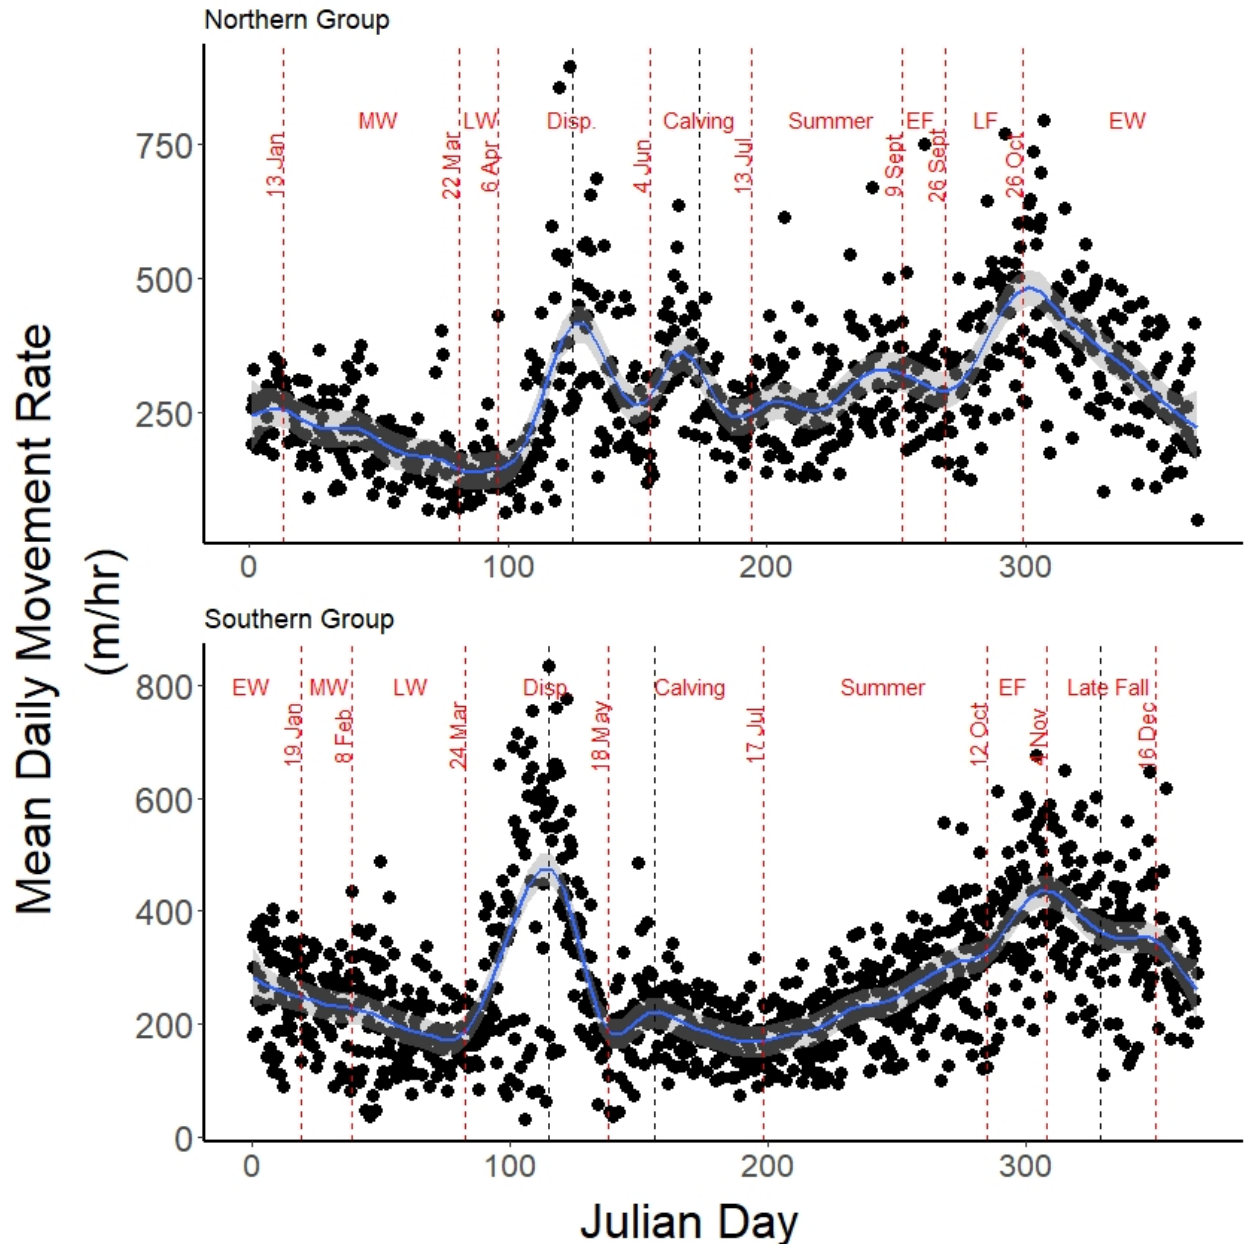 Northern Group
Mean Daily Movement Rate
(m/hr)
MW
LW
Disp.
Calving
Summer
EF
LF
EW
13 Jan
22 Mar
6 Apr
4 Jun
13 Jul
9 Sept
26 Sept
26 Oct
750
500
250
0
100
200
300
Southern Group
EW
MW
LW
Disp.
Calving
Summer
EF
Late Fall
19 Jan
8 Feb
24 Mar
18 May
17 Jul
12 Oct
4 Nov
16 Dec
800
600
400
200
0
0
100
200
300
Julian Day